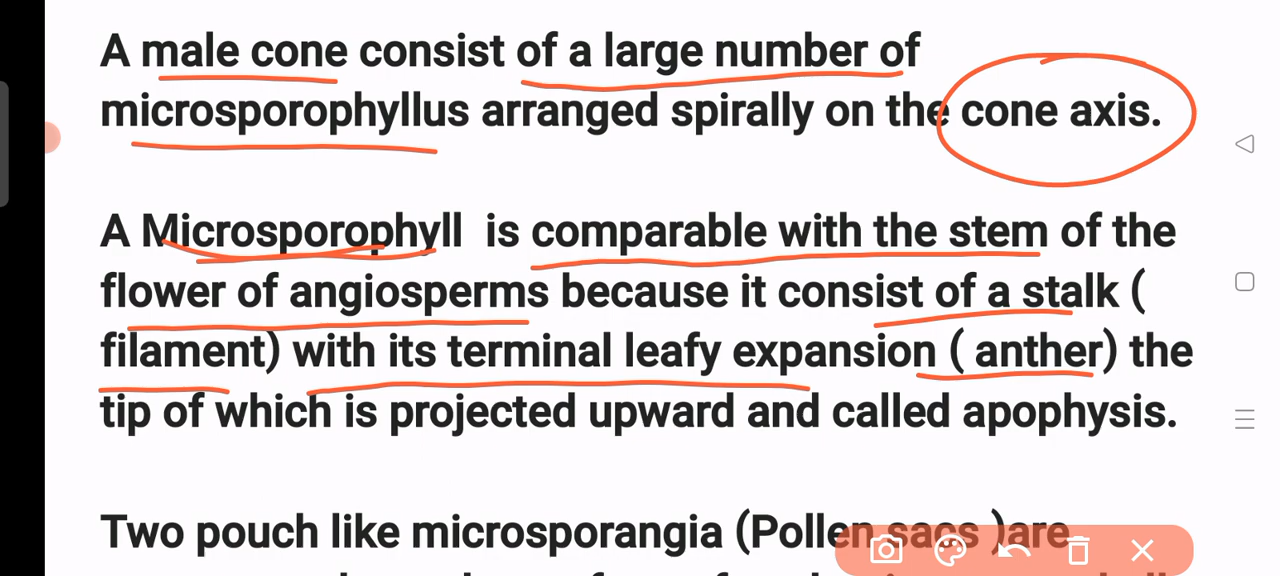 A male cone consist of a large number of
microsporophyllus arranged spirally on the cone axis.
A Microsporophyll is comparable with the stem of the
flower of angiosperms because it consist of a stalk (
filament) with its terminal leafy expansion ( anther) the
tip of which is projected upward and called apophysis.
Two pouch like microsporangia (Pollen sacs )are